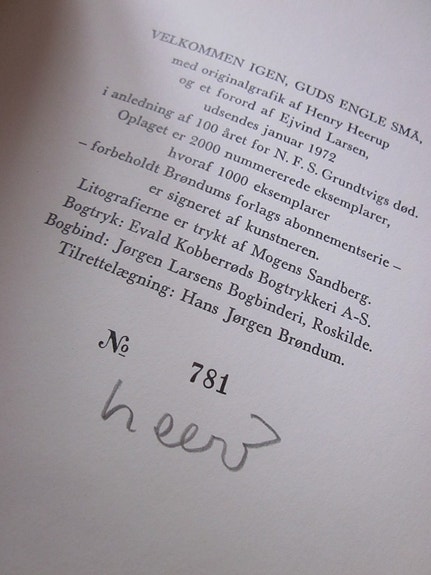 VELKOMMEN IGEN, GUDS ENGLE SMÅ,
med originalgrafik af Henry Heerup
og et forord af Ejvind Larsen,
udsendes januar 1972
i anledning af 100 året for N. F. S. Grundtvigs død.
Oplaget er 2000 nummererede eksemplarer,
hvoraf 1000 eksemplarer
– forbeholdt Brøndums forlags abonnementserie –
er signeret af kunstneren.
Litografierne er trykt af Mogens Sandberg.
Bogtryk: Evald Kobberrøds Bogtrykkeri A-S.
Bogbind: Jørgen Larsens Bogbinderi, Roskilde.
Tilrettelægning: Hans Jørgen Brøndum.
№ 781